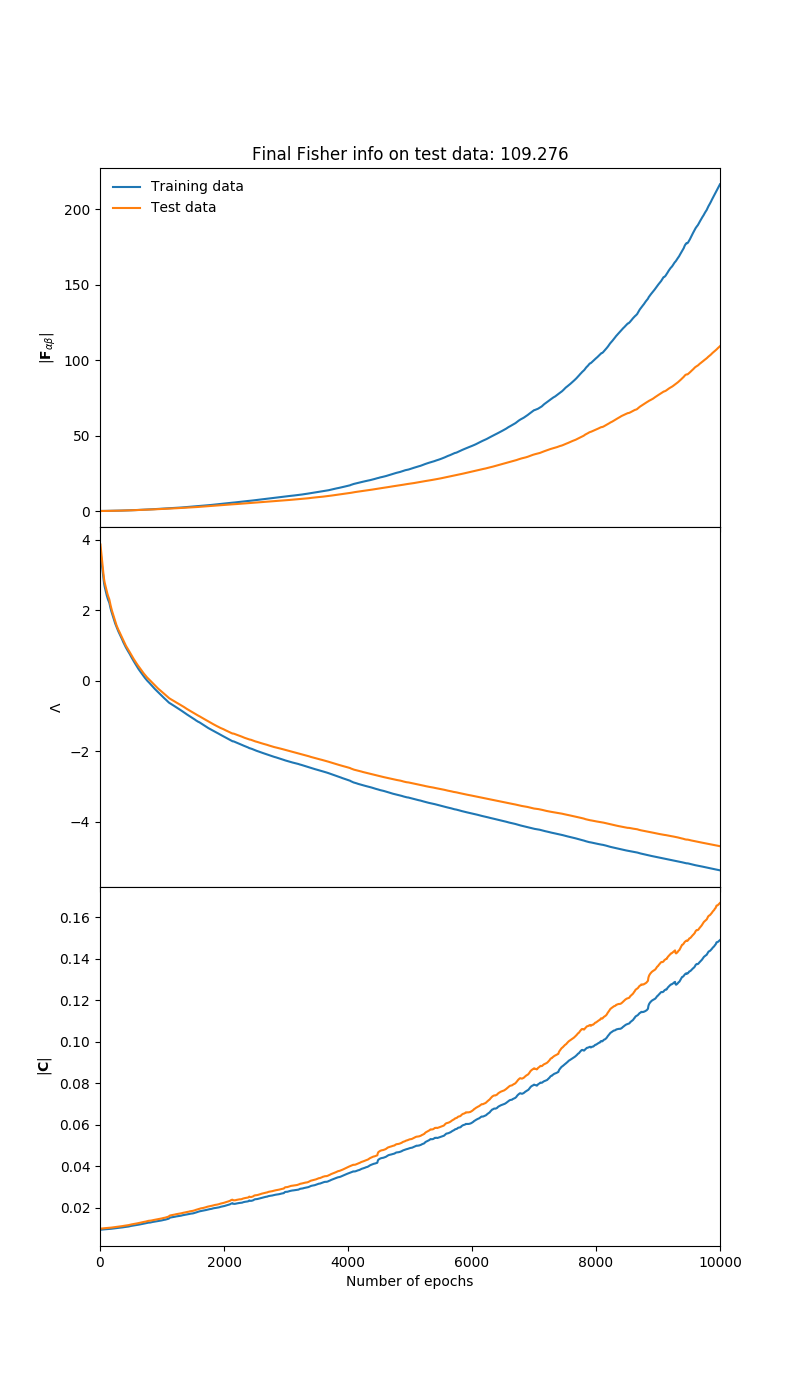 Final Fisher info on test data: 109.276
Training data
Test data
200
150
100
50
0
|F_{αβ}|
4
2
0
−2
−4
Λ
0.16
0.14
0.12
0.10
0.08
0.06
0.04
0.02
|C|
0 2000 4000 6000 8000 10000
Number of epochs